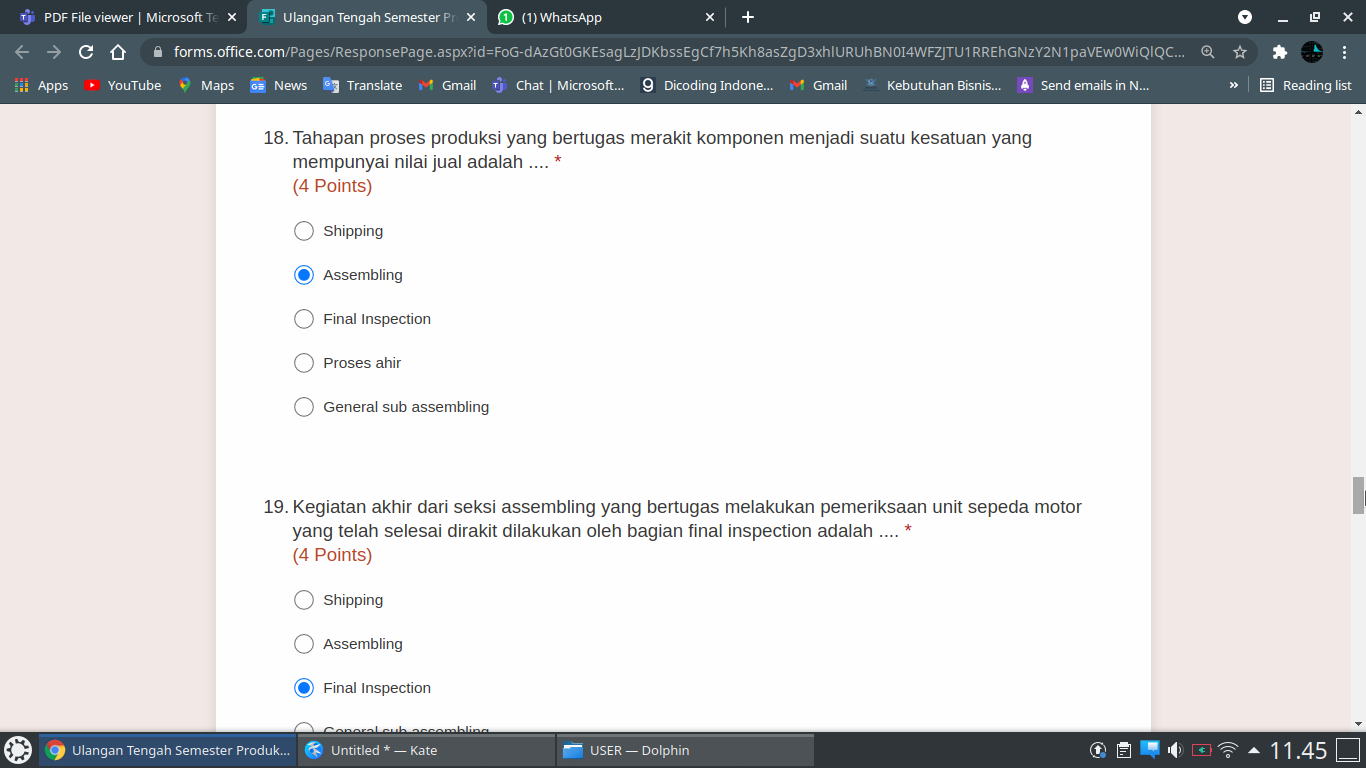 PDF File viewer | Microsoft Te
Ulangan Tengah Semester Pr
(1) WhatsApp
forms.office.com/Pages/ResponsePage.aspx?id=FoG-dAzGt0GKEsagLzJDKbssEgCf7h5Kh8asZgD3xhlURUhBN0I4WFZJTU1RREhGNzY2N1paVEw0WiQlQC...
Apps YouTube Maps News Translate Gmail Chat | Microsoft... Dicoding Indone... Gmail Kebutuhan Bisnis... Send emails in N... » Reading list
18. Tahapan proses produksi yang bertugas merakit komponen menjadi suatu kesatuan yang
mempunyai nilai jual adalah .... *
(4 Points)
Shipping
Assembling
Final Inspection
Proses ahir
General sub assembling
19. Kegiatan akhir dari seksi assembling yang bertugas melakukan pemeriksaan unit sepeda motor
yang telah selesai dirakit dilakukan oleh bagian final inspection adalah .... *
(4 Points)
Shipping
Assembling
Final Inspection
General sub assembling
Ulangan Tengah Semester Produk... Untitled * — Kate USER — Dolphin 11.45